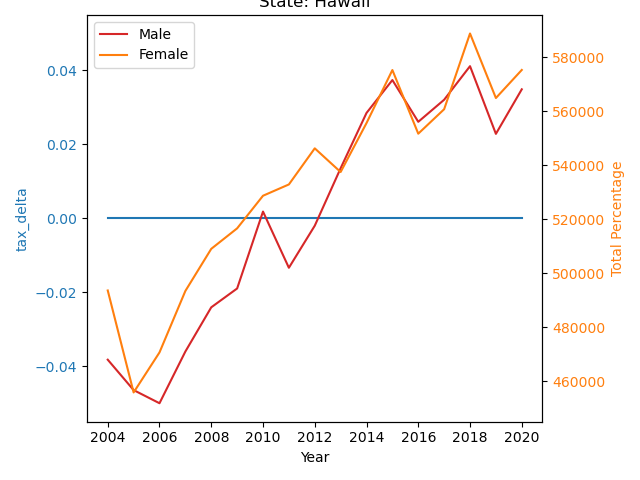 State: Hawaii
Male
Female
0.04
0.02
0.00
−0.02
−0.04
tax_delta
580000
560000
540000
520000
500000
480000
460000
Total Percentage
2004 2006 2008 2010 2012 2014 2016 2018 2020
Year